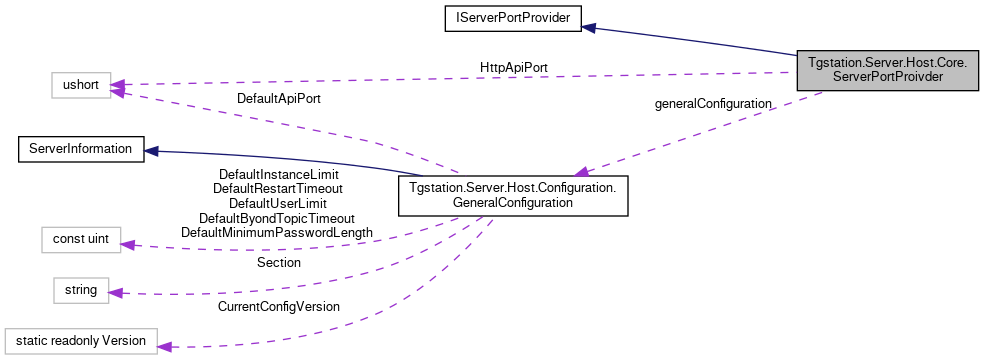 IServerPortProvider
Tgstation.Server.Host.Core.
ServerPortProivder
HttpApiPort
ushort
DefaultApiPort
generalConfiguration
ServerInformation
DefaultInstanceLimit
DefaultRestartTimeout
DefaultUserLimit
DefaultByondTopicTimeout
DefaultMinimumPasswordLength
Tgstation.Server.Host.Configuration.
GeneralConfiguration
const uint
Section
string
CurrentConfigVersion
static readonly Version